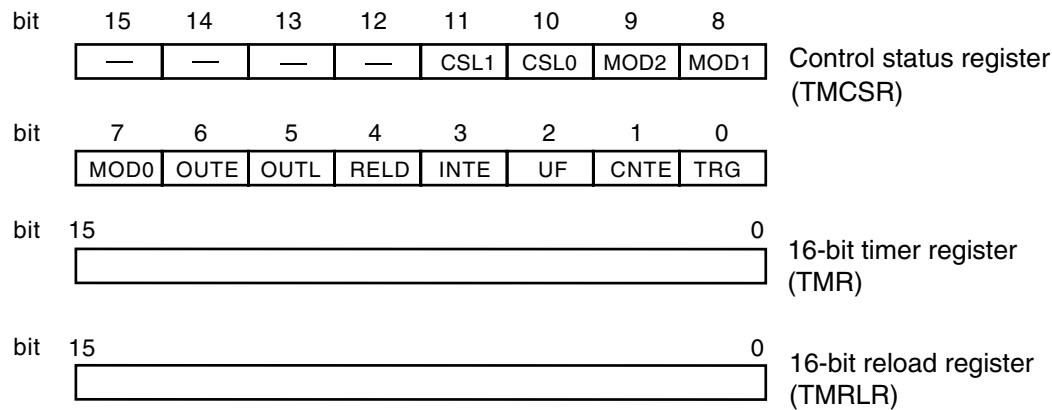 bit 15 14 13 12 11 10 9 8
— — — — CSL1 CSL0 MOD2 MOD1 Control status register
(TMCSR)
bit 7 6 5 4 3 2 1 0
MOD0 OUTE OUTL RELD INTE UF CNTE TRG
bit 15 0
16-bit timer register
(TMR)
bit 15 0
16-bit reload register
(TMRLR)